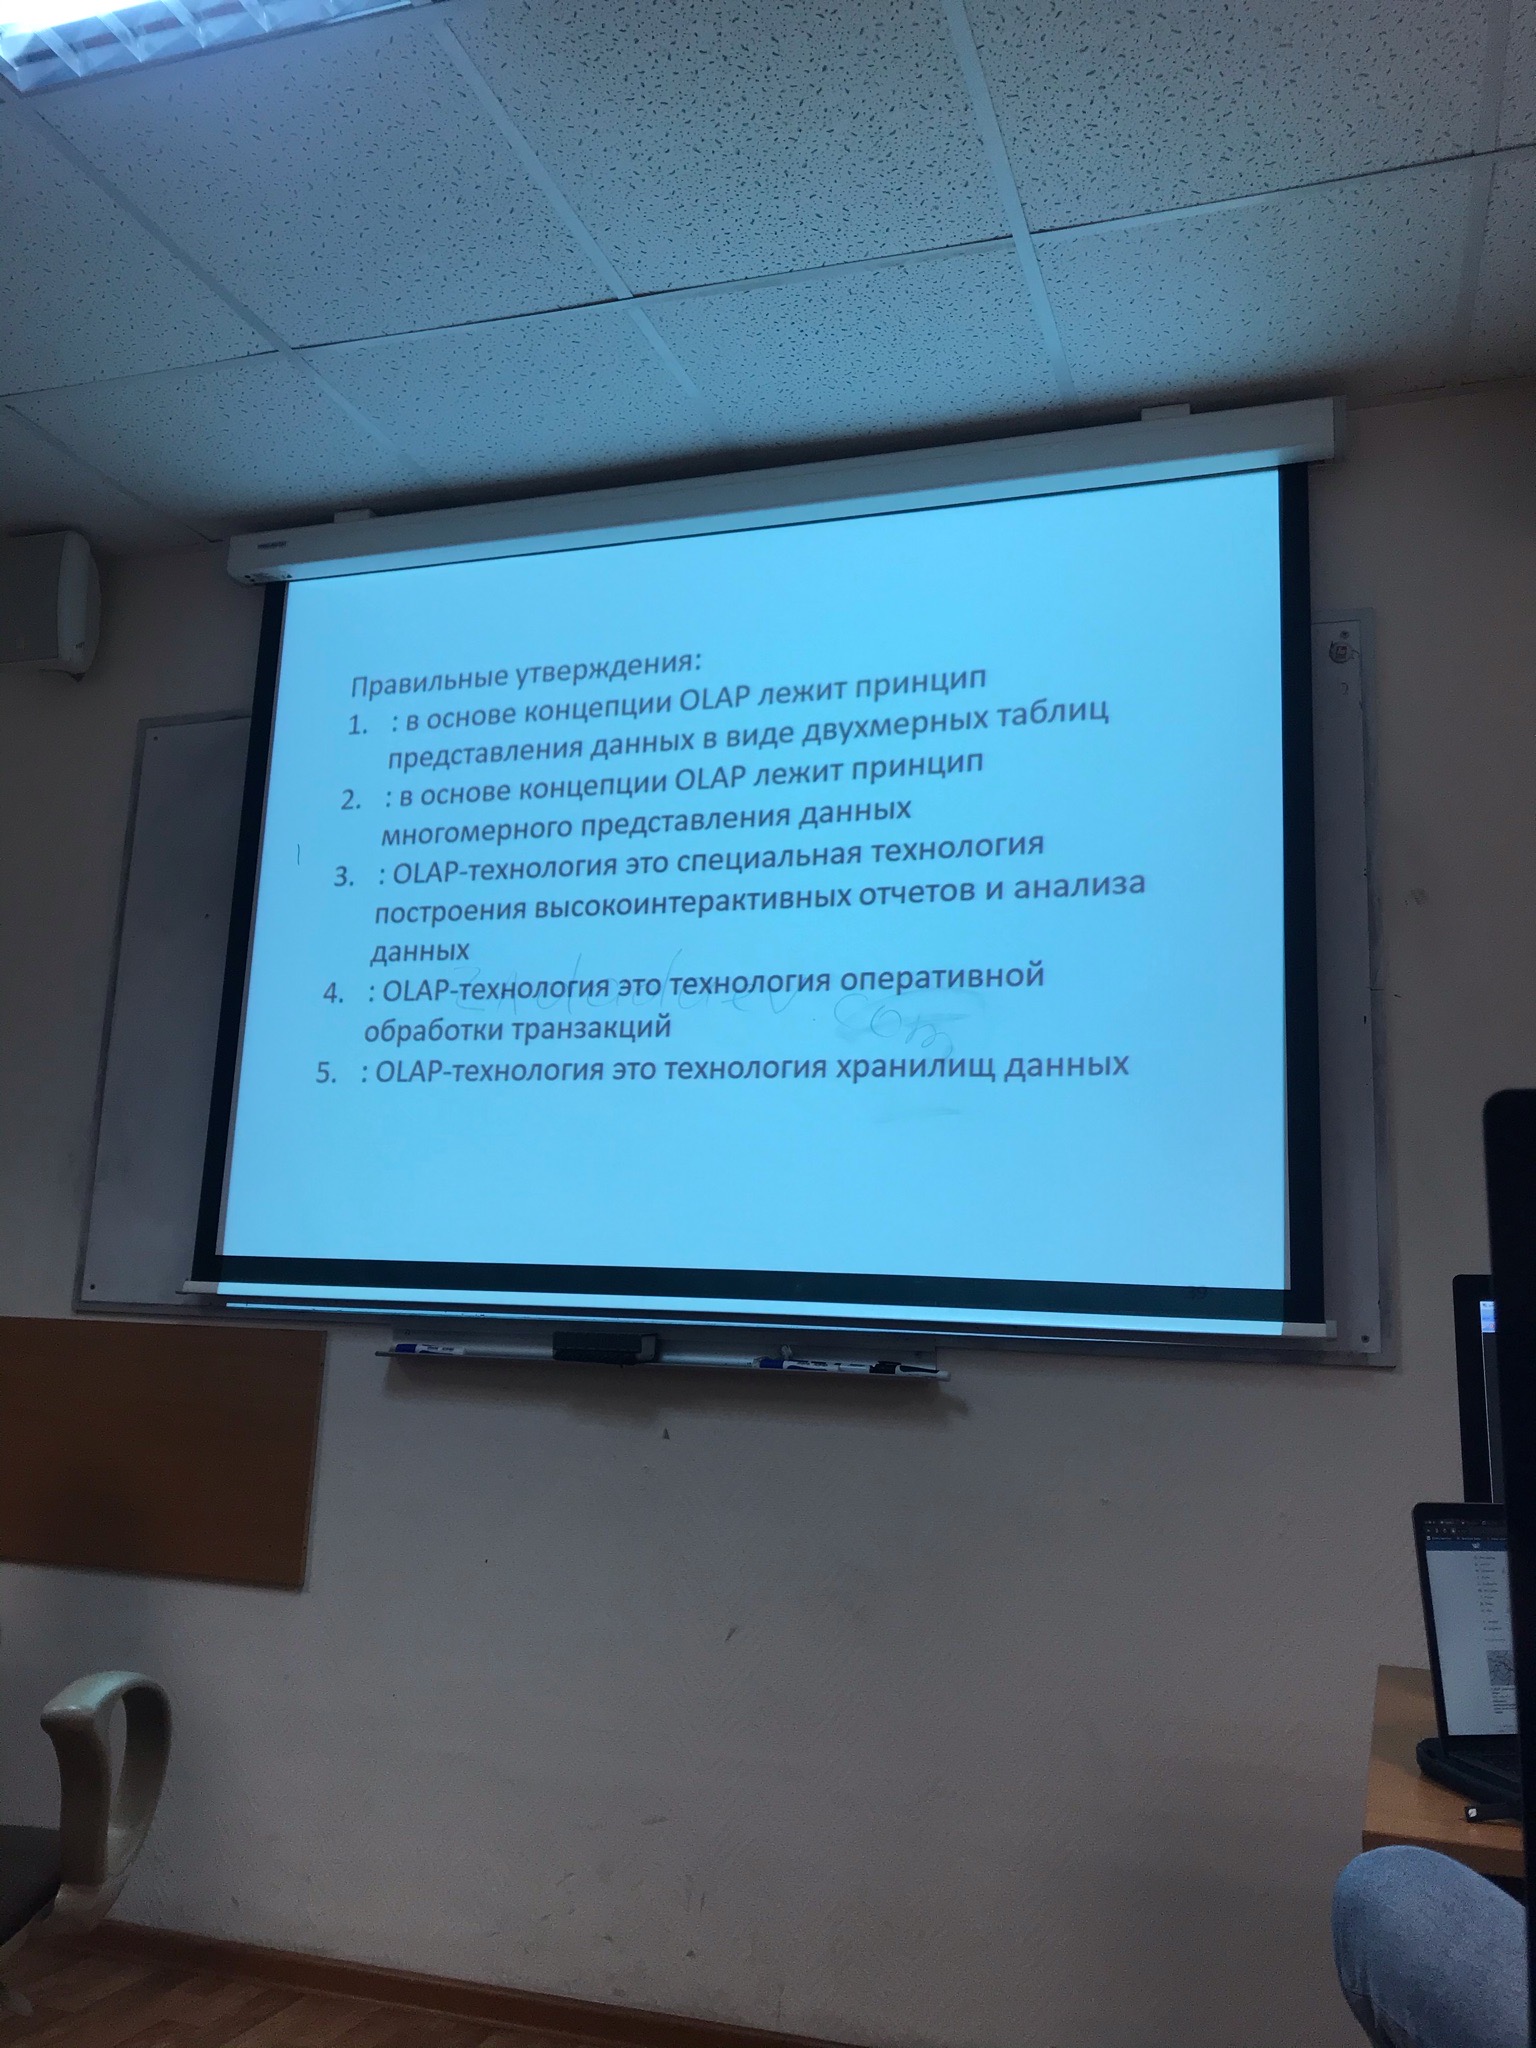 Правильные утверждения:
1. : в основе концепции OLAP лежит принцип
представления данных в виде двухмерных таблиц
2. : в основе концепции OLAP лежит принцип
многомерного представления данных
3. : OLAP-технология это специальная технология
построения высокоинтерактивных отчетов и анализа
данных
4. : OLAP-технология это технология оперативной
обработки транзакций
5. : OLAP-технология это технология хранилищ данных
39